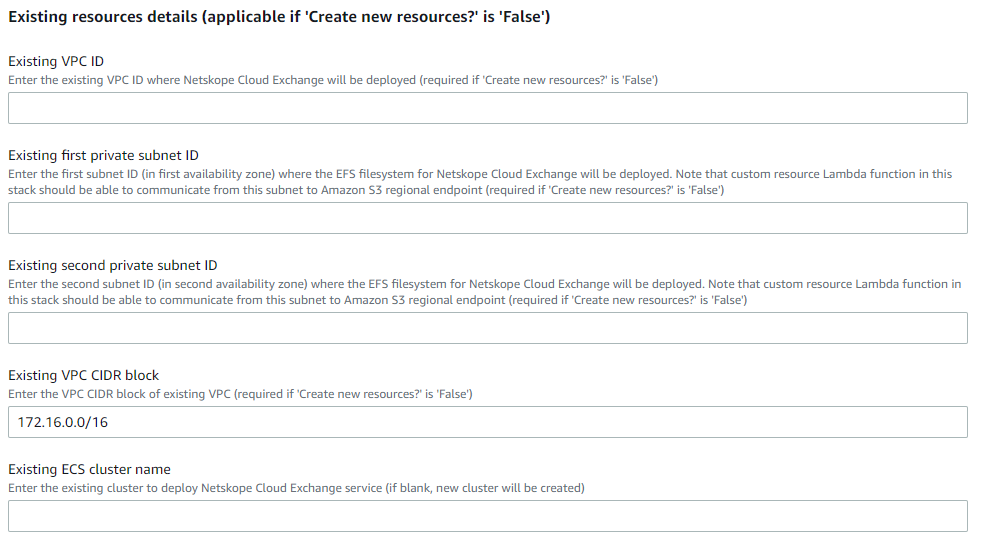 Existing resources details (applicable if 'Create new resources?' is 'False')
Existing VPC ID
Enter the existing VPC ID where Netskope Cloud Exchange will be deployed (required if 'Create new resources?' is 'False')
Existing first private subnet ID
Enter the first subnet ID (in first availability zone) where the EFS filesystem for Netskope Cloud Exchange will be deployed. Note that custom resource Lambda function in this
stack should be able to communicate from this subnet to Amazon S3 regional endpoint (required if 'Create new resources?' is 'False')
Existing second private subnet ID
Enter the second subnet ID (in second availability zone) where the EFS filesystem for Netskope Cloud Exchange will be deployed. Note that custom resource Lambda function in
this stack should be able to communicate from this subnet to Amazon S3 regional endpoint (required if 'Create new resources?' is 'False')
Existing VPC CIDR block
Enter the VPC CIDR block of existing VPC (required if 'Create new resources?' is 'False')
172.16.0.0/16
Existing ECS cluster name
Enter the existing cluster to deploy Netskope Cloud Exchange service (if blank, new cluster will be created)